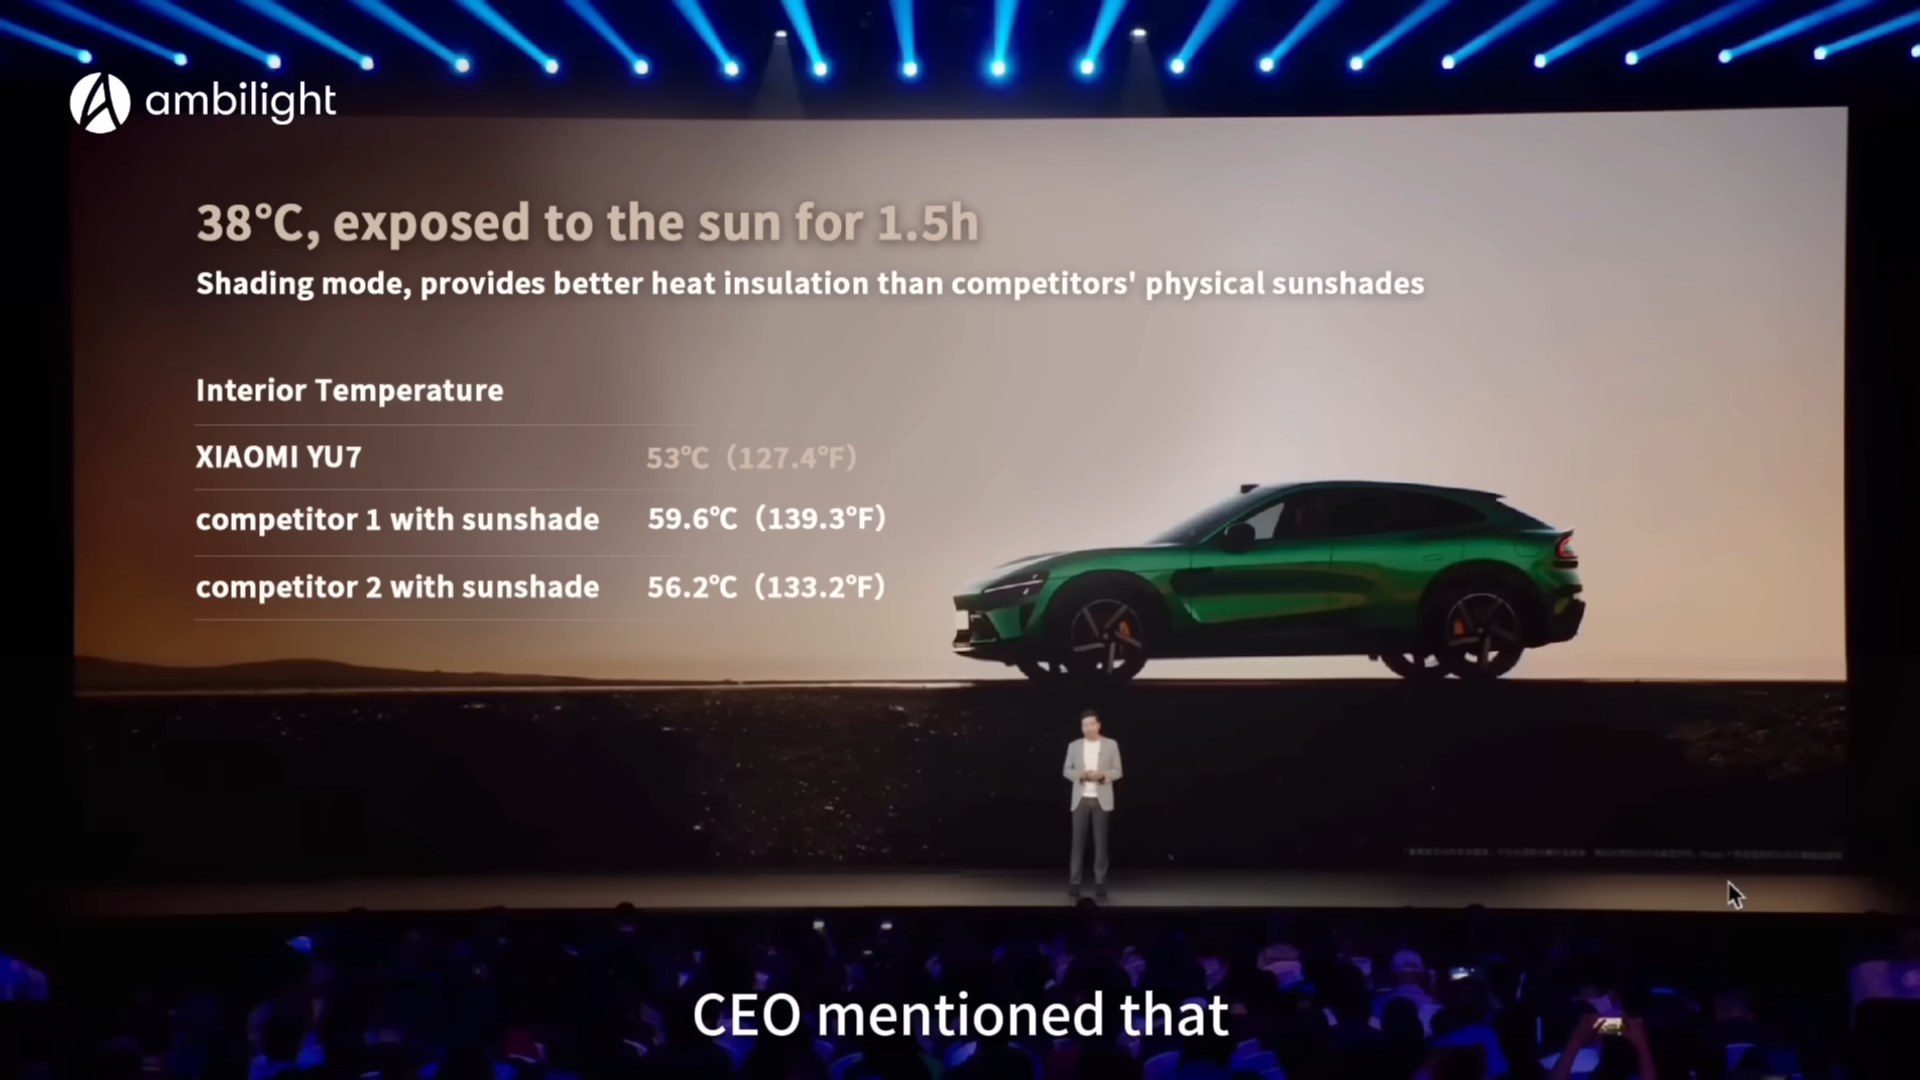 ambilight
38°C, exposed to the sun for 1.5h
Shading mode, provides better heat insulation than competitors' physical sunshades
Interior Temperature
XIAOMI YU7 53°C (127.4°F)
competitor 1 with sunshade 59.6°C (139.3°F)
competitor 2 with sunshade 56.2°C (133.2°F)
CEO mentioned that